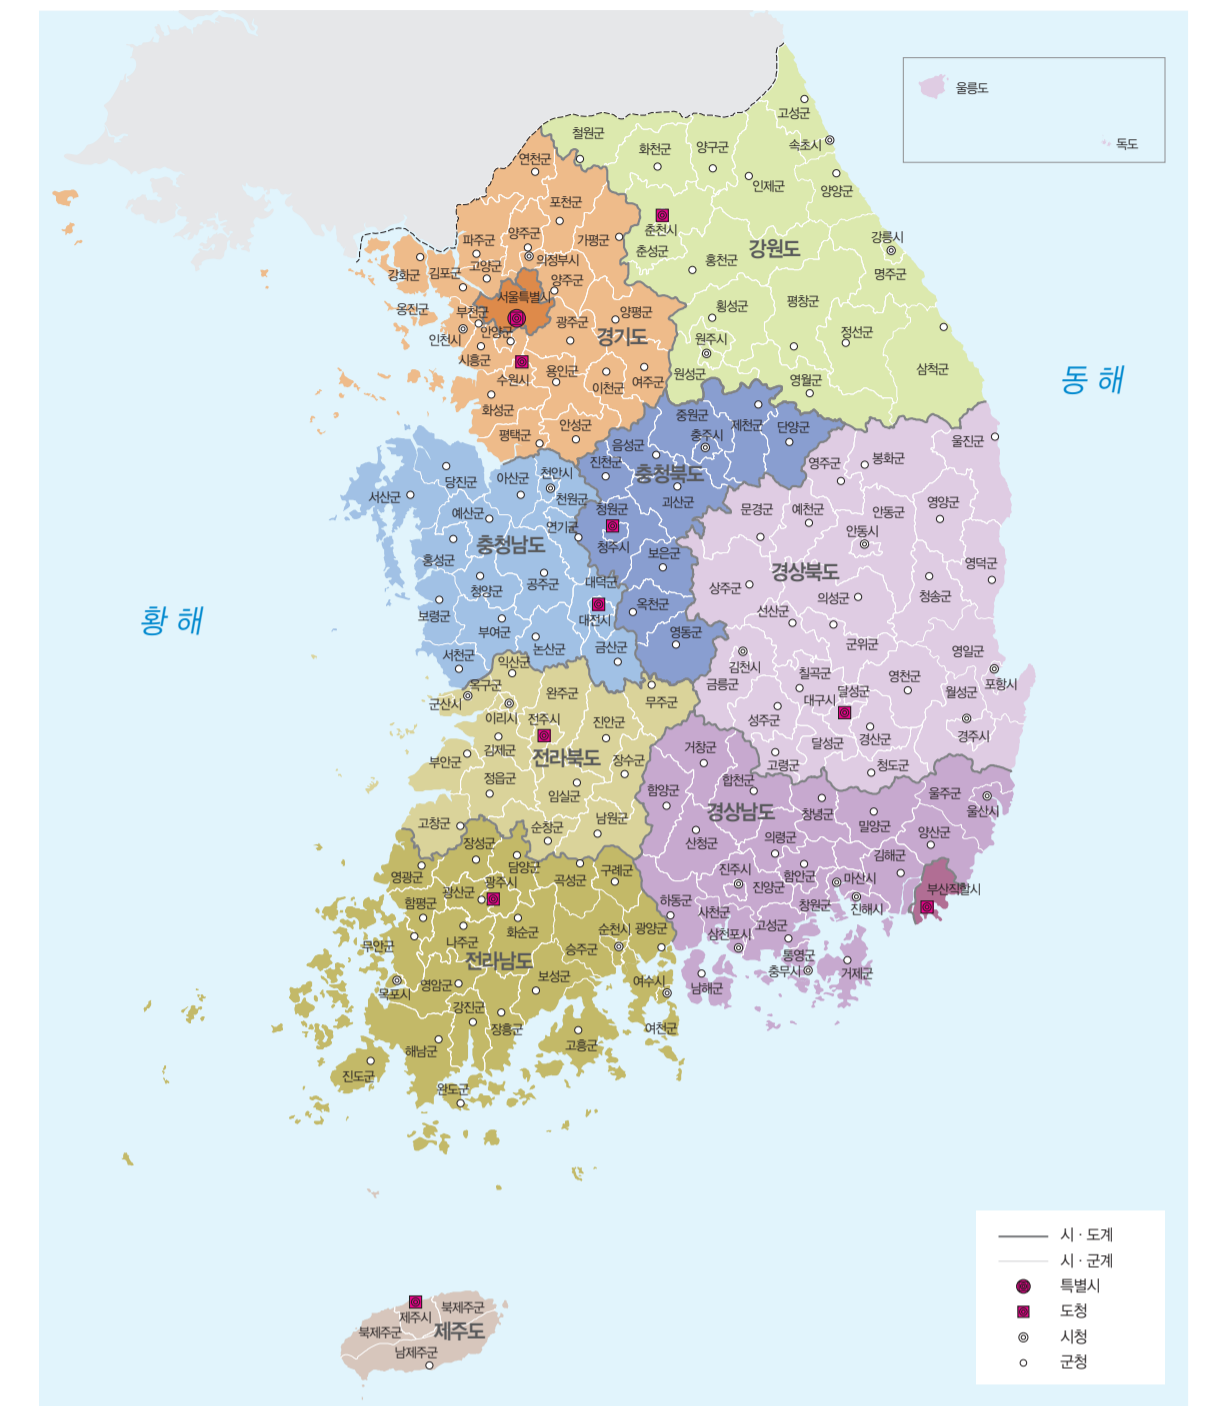 울릉도
독도
고성군
철원군
화천군
양구군
속초시
연천군
인제군
양양군
포천군
춘천시
강릉시
파주군
양주군
가평군
춘성군
강원도
홍천군
명주군
강화군
김포군
고양군
의정부시
양주군
서울특별시
옹진군
부천군
광주군
양평군
횡성군
평창군
인천시
안양군
경기도
원주시
정선군
시흥군
수원시
용인군
이천군
여주군
원성군
영월군
삼척군
동해
화성군
평택군
안성군
중원군
제천군
단양군
음성군
충주시
울진군
당진군
아산군
천안시
진천군
충청북도
영주군
봉화군
서산군
천원군
괴산군
예산군
청원군
문경군
예천군
안동군
영양군
연기군
안동시
충청남도
청주시
보은군
홍성군
경상북도
영덕군
청양군
공주군
대덕군
상주군
의성군
청송군
보령군
옥천군
선산군
황해
대전시
부여군
논산군
금산군
영동군
군위군
서천군
익산군
김천시
영일군
옥구군
완주군
무주군
금릉군
칠곡군
달성군
영천군
월성군
포항시
군산시
이리시
전주시
진안군
대구시
성주군
김제군
전라북도
장수군
거창군
달성군
경산군
경주시
부안군
정읍군
임실군
함양군
합천군
고령군
청도군
울주군
고창군
순창군
남원군
경상남도
창녕군
밀양군
울산시
장성군
산청군
의령군
양산군
영광군
담양군
구례군
진주시
함안군
마산시
김해군
광산군
광주시
곡성군
진양군
부산직할시
함평군
하동군
사천군
창원군
진해시
무안군
나주군
화순군
승주군
순천시
광양군
삼천포시
고성군
전라남도
통영군
목포시
영암군
보성군
여수시
남해군
충무시
거제군
강진군
장흥군
여천군
해남군
고흥군
진도군
완도군
시·도계
시·군계
특별시
도청
시청
군청
제주시
북제주군
북제주군
제주도
남제주군